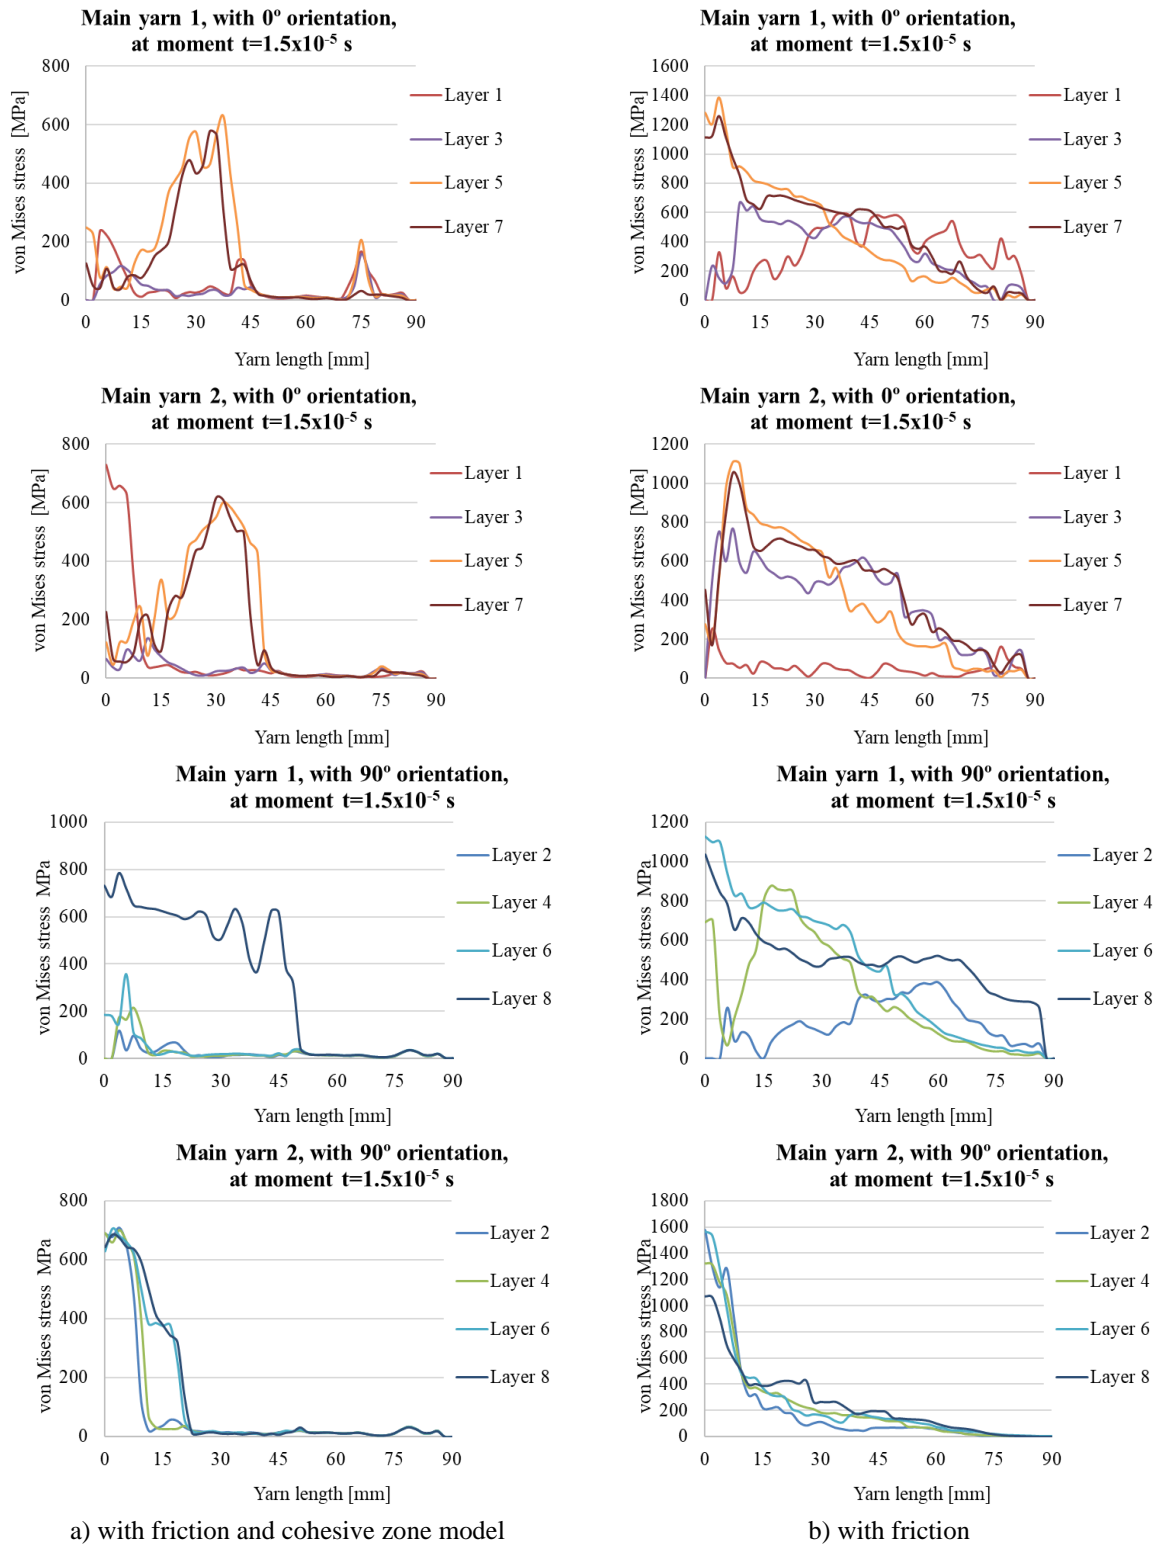 Main yarn 1, with 0º orientation,
at moment t=1.5x10-5 s
800
600
400
200
0
von Mises stress [MPa]
0 15 30 45 60 75 90
Yarn length [mm]
Layer 1
Layer 3
Layer 5
Layer 7
Main yarn 1, with 0º orientation,
at moment t=1.5x10-5 s
1600
1400
1200
1000
800
600
400
200
0
von Mises stress [MPa]
0 15 30 45 60 75 90
Yarn length [mm]
Layer 1
Layer 3
Layer 5
Layer 7
Main yarn 2, with 0º orientation,
at moment t=1.5x10-5 s
800
600
400
200
0
von Mises stress [MPa]
0 15 30 45 60 75 90
Yarn length [mm]
Layer 1
Layer 3
Layer 5
Layer 7
Main yarn 2, with 0º orientation,
at moment t=1.5x10-5 s
1200
1000
800
600
400
200
0
von Mises stress [MPa]
0 15 30 45 60 75 90
Yarn length [mm]
Layer 1
Layer 3
Layer 5
Layer 7
Main yarn 1, with 90º orientation,
at moment t=1.5x10-5 s
1000
800
600
400
200
0
von Mises stress MPa
0 15 30 45 60 75 90
Yarn length [mm]
Layer 2
Layer 4
Layer 6
Layer 8
Main yarn 1, with 90º orientation,
at moment t=1.5x10-5 s
1200
1000
800
600
400
200
0
von Mises stress MPa
0 15 30 45 60 75 90
Yarn length [mm]
Layer 2
Layer 4
Layer 6
Layer 8
Main yarn 2, with 90º orientation,
at moment t=1.5x10-5 s
800
600
400
200
0
von Mises stress MPa
0 15 30 45 60 75 90
Yarn length [mm]
Layer 2
Layer 4
Layer 6
Layer 8
Main yarn 2, with 90º orientation,
at moment t=1.5x10-5 s
1800
1600
1400
1200
1000
800
600
400
200
0
von Mises stress MPa
0 15 30 45 60 75 90
Yarn length [mm]
Layer 2
Layer 4
Layer 6
Layer 8
a) with friction and cohesive zone model
b) with friction